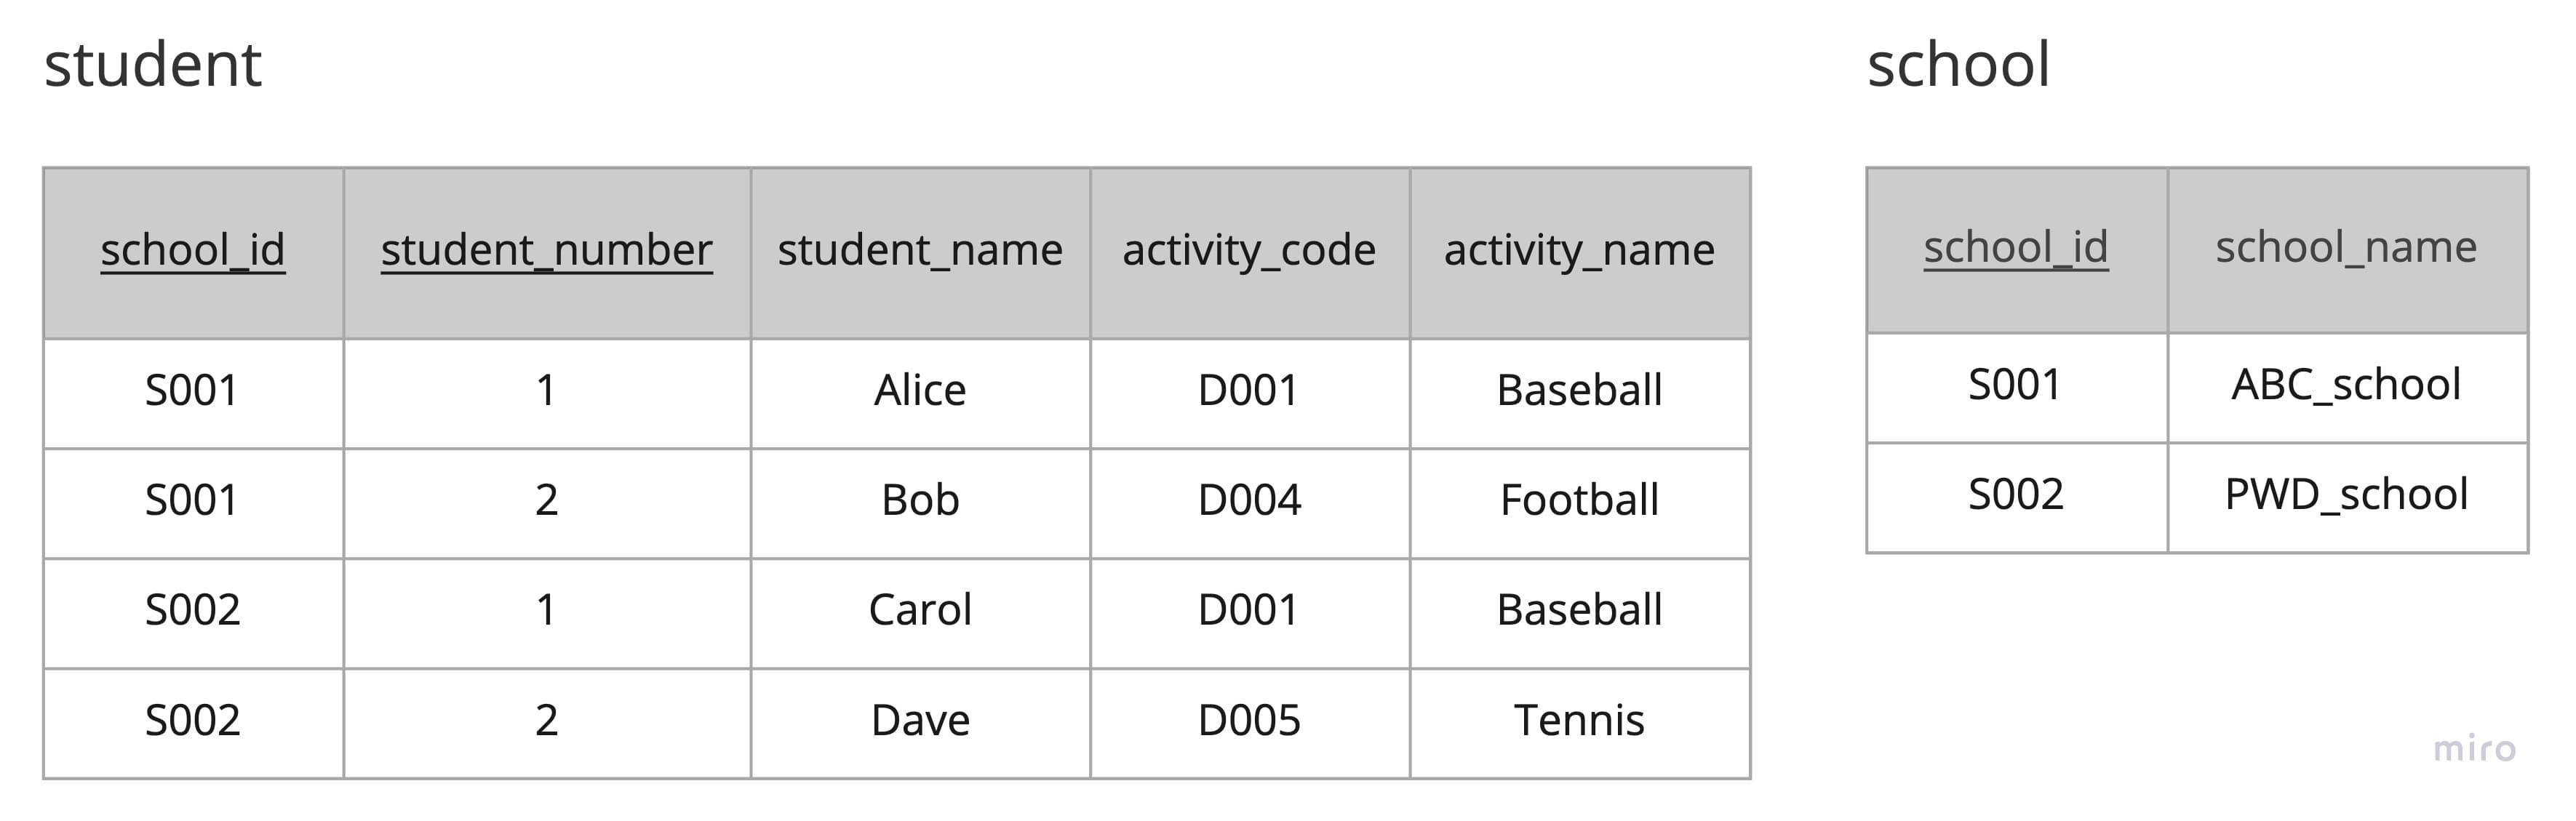 student
school_id student_number student_name activity_code activity_name
S001 1 Alice D001 Baseball
S001 2 Bob D004 Football
S002 1 Carol D001 Baseball
S002 2 Dave D005 Tennis
school
school_id school_name
S001 ABC_school
S002 PWD_school
miro